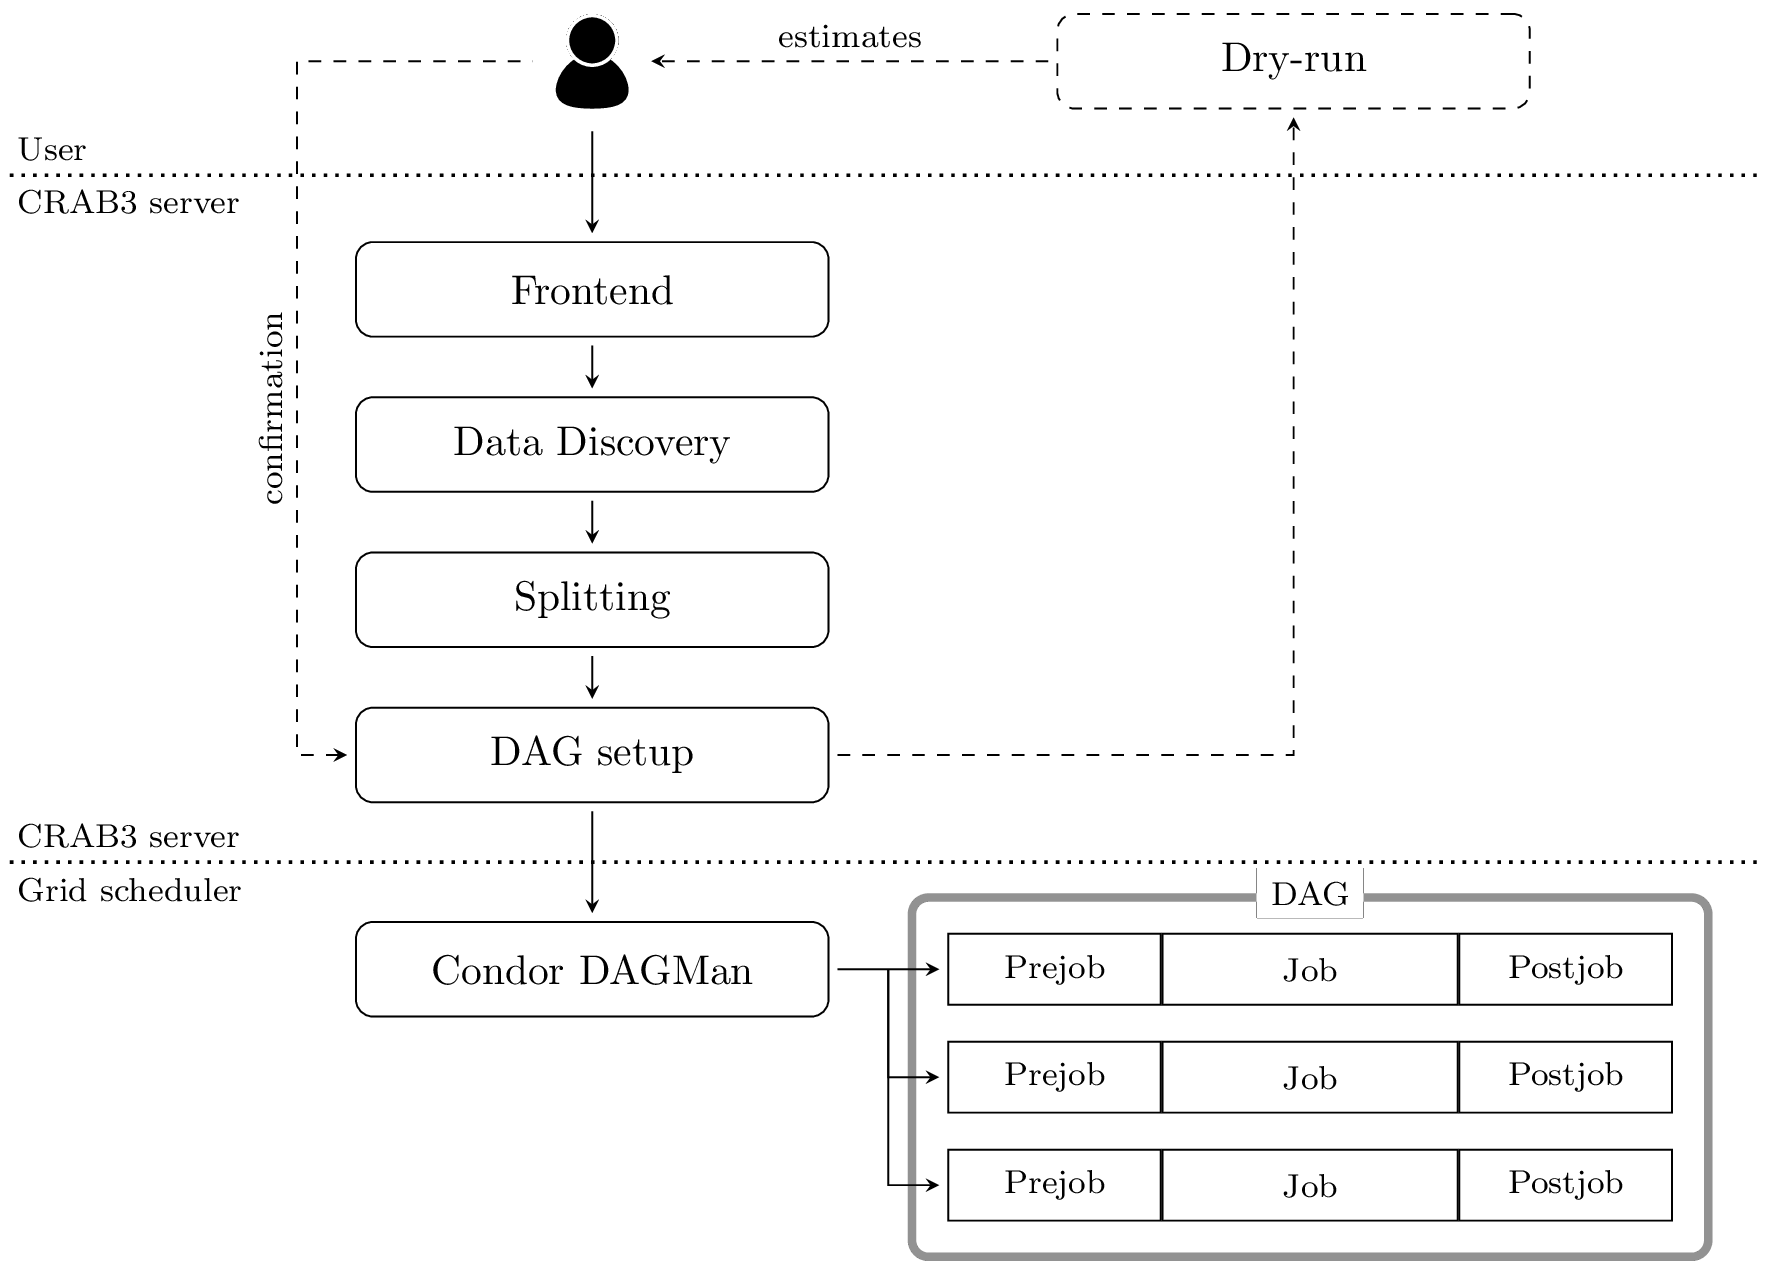 estimates
Dry-run
User
CRAB3 server
Frontend
confirmation
Data Discovery
Splitting
DAG setup
CRAB3 server
Grid scheduler
DAG
Condor DAGMan
Prejob Job Postjob
Prejob Job Postjob
Prejob Job Postjob